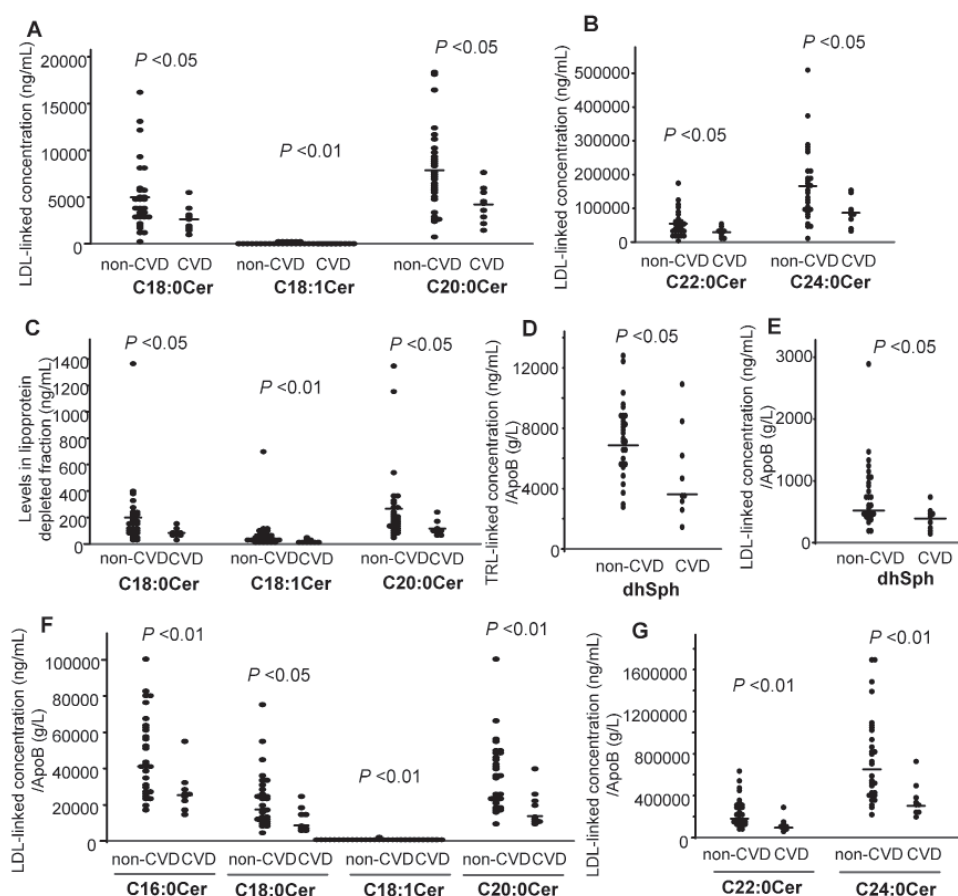 A
LDL-linked concentration (ng/mL)
20000
15000
10000
5000
0
P <0.05
P <0.01
P <0.05
non-CVD CVD non-CVD CVD non-CVD CVD
C18:0Cer C18:1Cer C20:0Cer
B
LDL-linked concentration (ng/mL)
500000
400000
300000
200000
100000
0
P <0.05
P <0.05
non-CVD CVD non-CVD CVD
C22:0Cer C24:0Cer
C
Levels in lipoprotein
depleted fraction (ng/mL)
1400
1200
1000
800
600
400
200
0
P <0.05
P <0.01
P <0.05
non-CVD CVD non-CVD CVD non-CVD CVD
C18:0Cer C18:1Cer C20:0Cer
D
TRL-linked concentration (ng/mL)
/ApoB (g/L)
12000
8000
4000
0
P <0.05
non-CVD CVD
dhSph
E
LDL-linked concentration (ng/mL)
/ApoB (g/L)
3000
2000
1000
0
P <0.05
non-CVD CVD
dhSph
F
LDL-linked concentration (ng/mL)
/ApoB (g/L)
100000
80000
60000
40000
20000
0
P <0.01
P <0.05
P <0.01
P <0.01
non-CVD CVD non-CVD CVD non-CVD CVD non-CVD CVD
C16:0Cer C18:0Cer C18:1Cer C20:0Cer
G
LDL-linked concentration (ng/mL)
/ApoB (g/L)
1600000
1200000
800000
400000
0
P <0.01
P <0.01
non-CVD CVD non-CVD CVD
C22:0Cer C24:0Cer